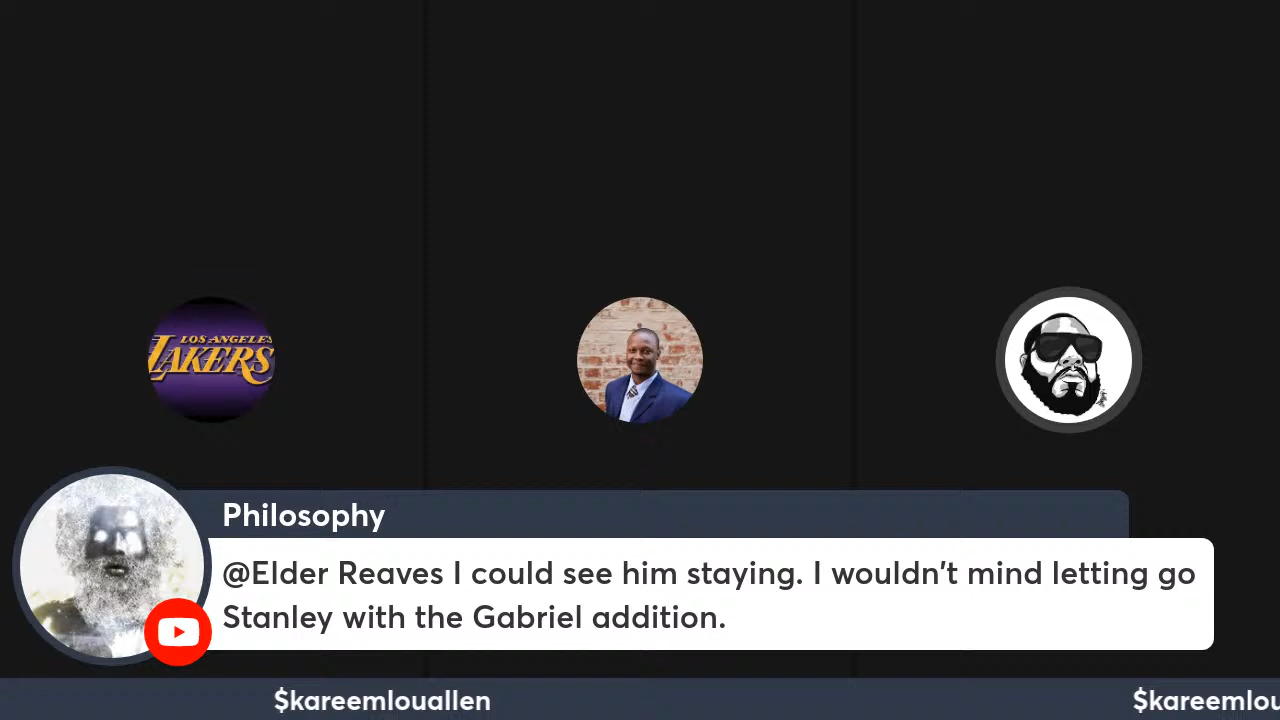 LOS ANGELES
LAKERS
Philosophy
@Elder Reaves I could see him staying. I wouldn't mind letting go
Stanley with the Gabriel addition.
$kareemlouallen
$kareemlou